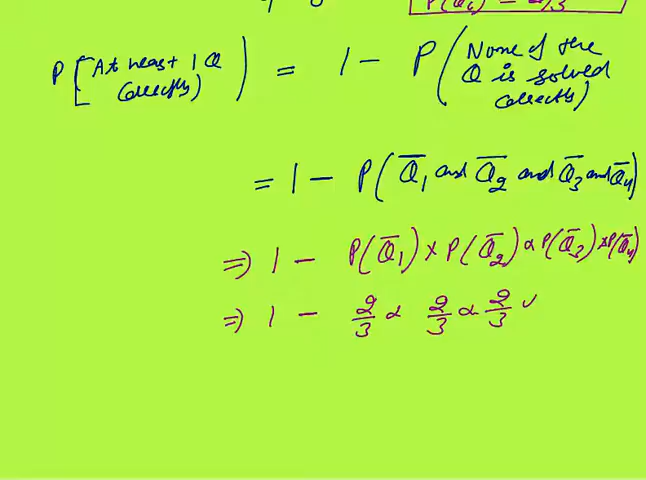 P(Q̄ᵢ) = 2/3
P[At least 1 Q correctly) = 1 - P(None of the Q is solved correctly)
= 1 - P(Q̄₁ and Q̄₂ and Q̄₃ and Q̄₄)
⇒ 1 - P(Q̄₁) × P(Q̄₂) × P(Q̄₃) × P(Q̄₄)
⇒ 1 - 2/3 × 2/3 × 2/3